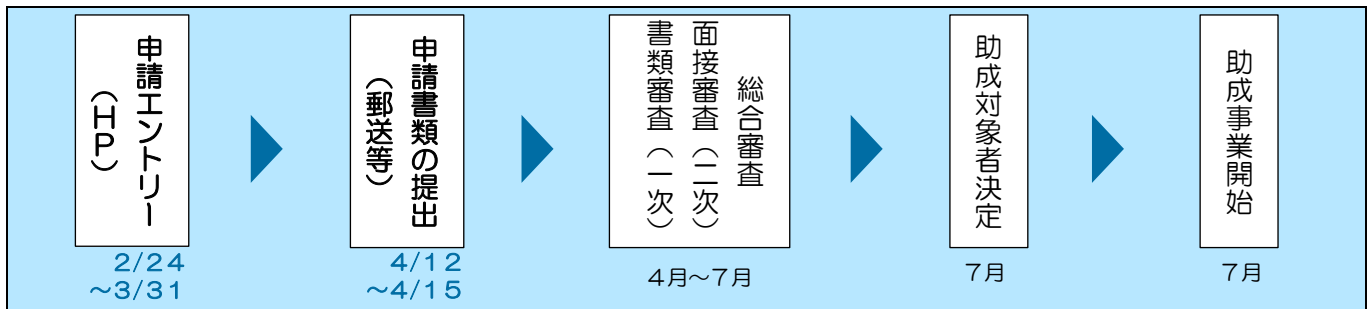 申請エントリー
（HP）
2/24
～3/31
申請書類の提出
（郵送等）
4/12
～4/15
総合審査
面接審査（二次）
書類審査（一次）
4月～7月
助成対象者決定
7月
助成事業開始
7月